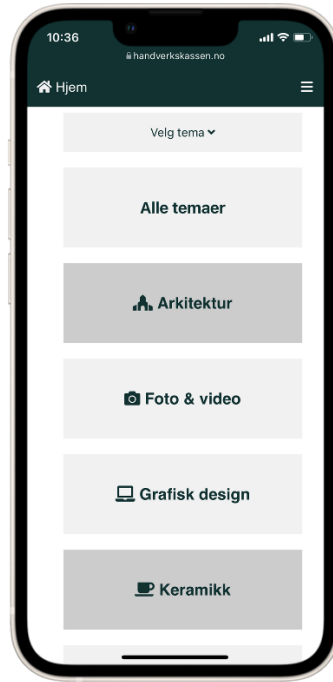 10:36
handverkskassen.no
Hjem
Velg tema
Alle temaer
Arkitektur
Foto & video
Grafisk design
Keramikk